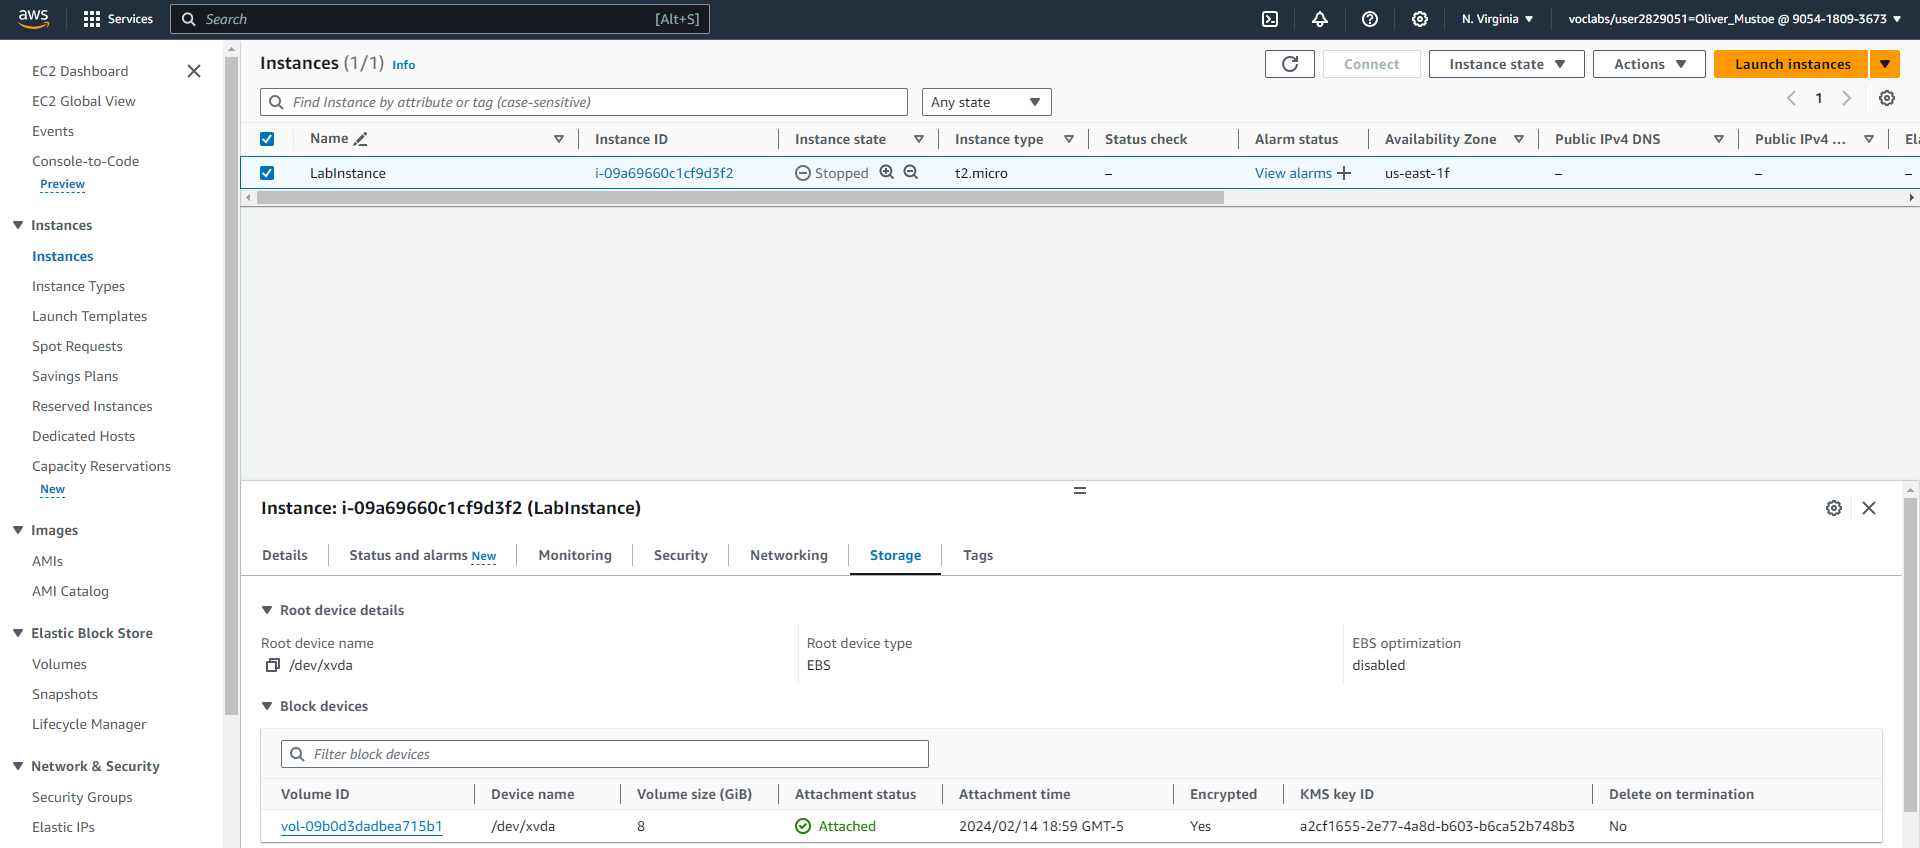 aws Services Search [Alt+S] N. Virginia voclabs/user2829051=Oliver_Mustoe @ 9054-1809-3673
EC2 Dashboard
EC2 Global View
Events
Console-to-Code
Preview
Instances
Instances
Instance Types
Launch Templates
Spot Requests
Savings Plans
Reserved Instances
Dedicated Hosts
Capacity Reservations
New
Images
AMIs
AMI Catalog
Elastic Block Store
Volumes
Snapshots
Lifecycle Manager
Network & Security
Security Groups
Elastic IPs
Instances (1/1) Info Connect Instance state Actions Launch instances
Find Instance by attribute or tag (case-sensitive) Any state 1
Name Instance ID Instance state Instance type Status check Alarm status Availability Zone Public IPv4 DNS Public IPv4 ... Ela
LabInstance i-09a69660c1cf9d3f2 Stopped t2.micro – View alarms + us-east-1f – – –
Instance: i-09a69660c1cf9d3f2 (LabInstance)
Details Status and alarms New Monitoring Security Networking Storage Tags
Root device details
Root device name Root device type EBS optimization
/dev/xvda EBS disabled
Block devices
Filter block devices
Volume ID Device name Volume size (GiB) Attachment status Attachment time Encrypted KMS key ID Delete on termination
vol-09b0d3dadbea715b1 /dev/xvda 8 Attached 2024/02/14 18:59 GMT-5 Yes a2cf1655-2e77-4a8d-b603-b6ca52b748b3 No